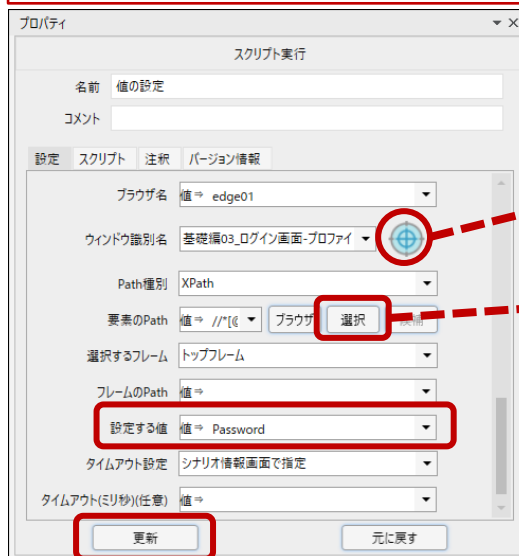 プロパティ
スクリプト実行
名前 値の設定
コメント
設定 スクリプト 注釈 バージョン情報
ブラウザ名 値⇒ edge01
ウィンドウ識別名 基礎編03_ログイン画面-プロファイ
Path種別 XPath
要素のPath 値⇒ //*[@ ブラウザ 選択 候補
選択するフレーム トップフレーム
フレームのPath 値⇒
設定する値 値⇒ Password
タイムアウト設定 シナリオ情報画面で指定
タイムアウト(ミリ秒)(任意) 値⇒
更新 元に戻す